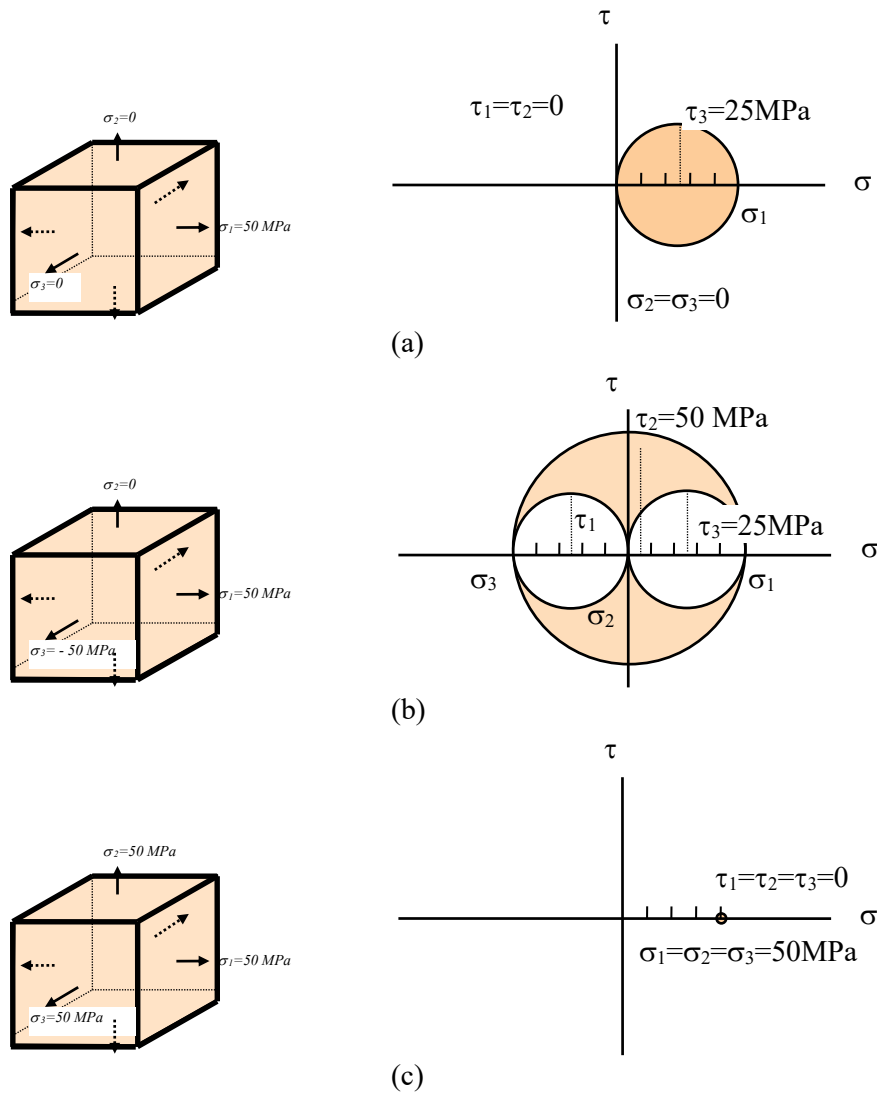 τ
τ₁=τ₂=0
τ₃=25MPa
σ₂=0
σ₁=50 MPa
σ₃=0
σ
σ₁
σ₂=σ₃=0
(a)
τ
τ₂=50 MPa
σ₂=0
τ₁
τ₃=25MPa
σ₁=50 MPa
σ₃= - 50 MPa
σ
σ₃
σ₂
σ₁
(b)
τ
σ₂=50 MPa
τ₁=τ₂=τ₃=0
σ
σ₁=σ₂=σ₃=50MPa
σ₁=50 MPa
σ₃=50 MPa
(c)